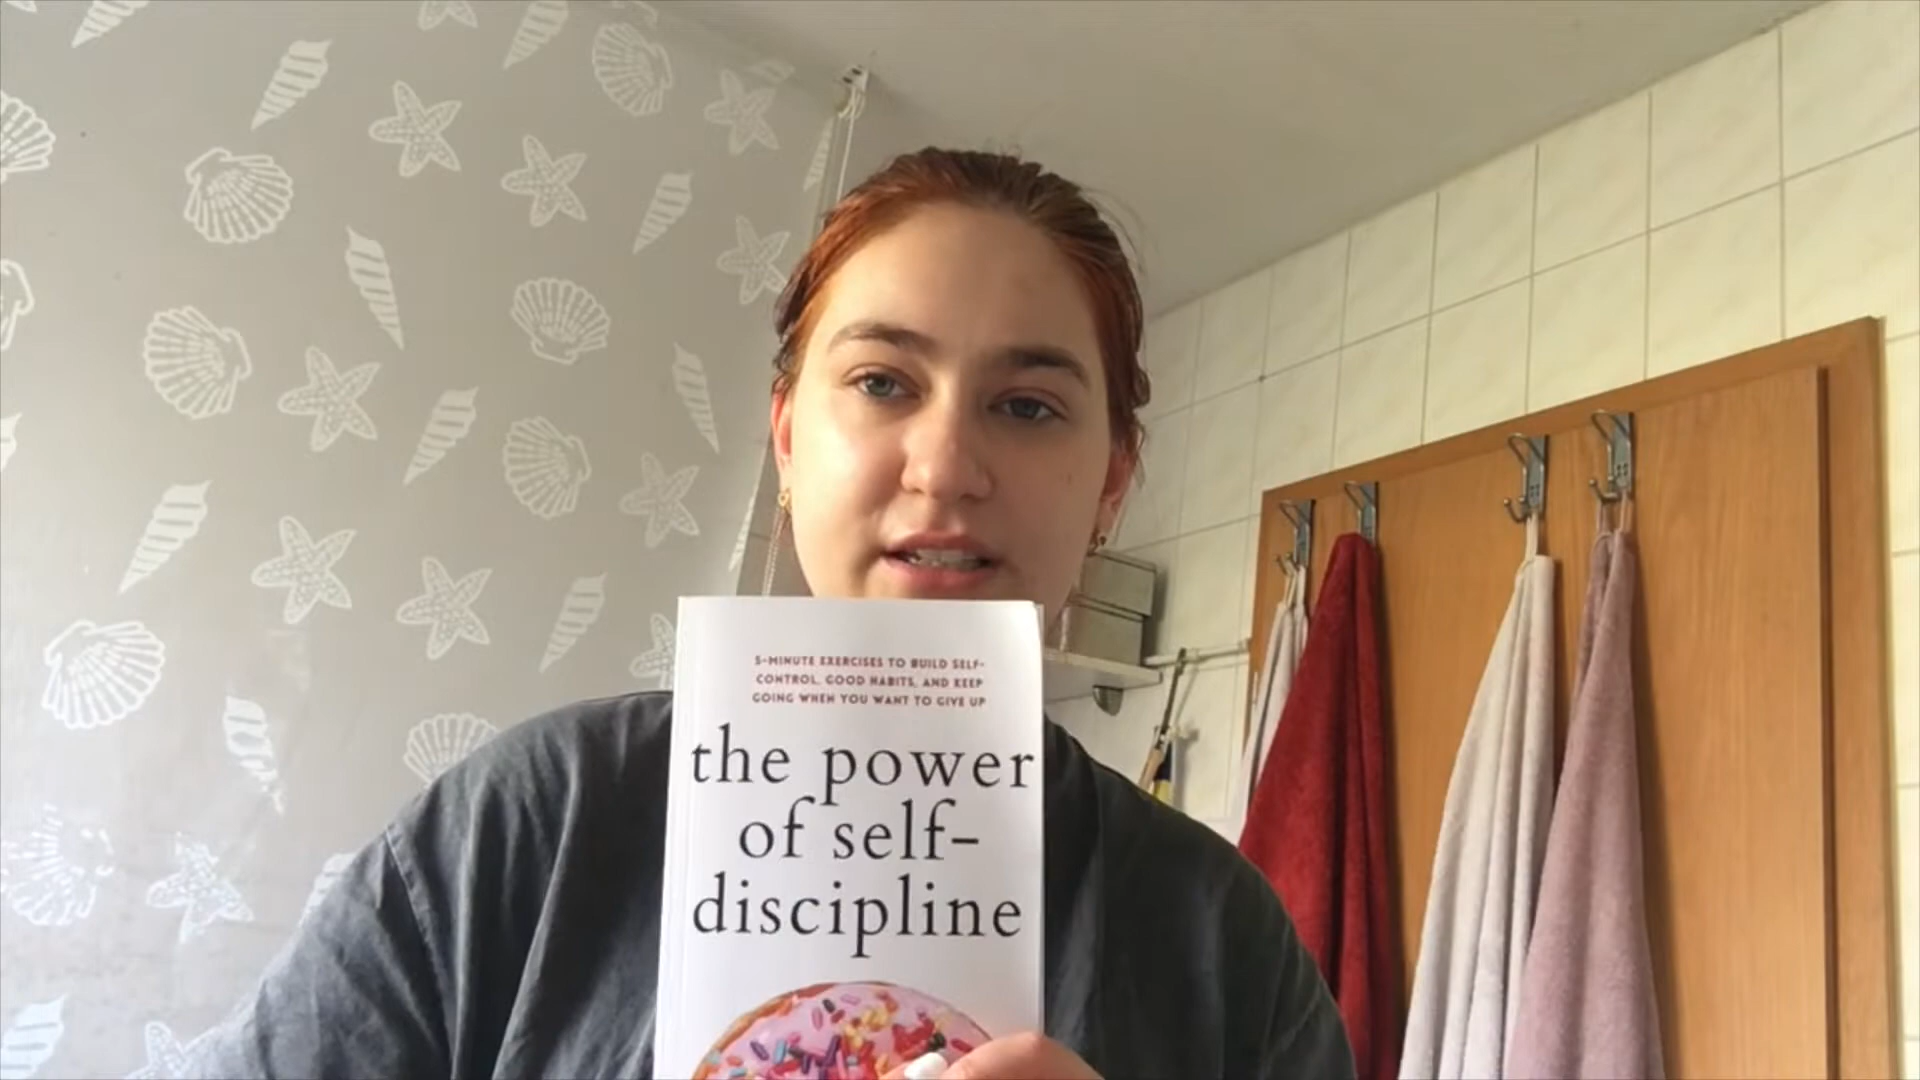 5-MINUTE EXERCISES TO BUILD SELF-
CONTROL, GOOD HABITS, AND KEEP
GOING WHEN YOU WANT TO GIVE UP
the power
of self-
discipline